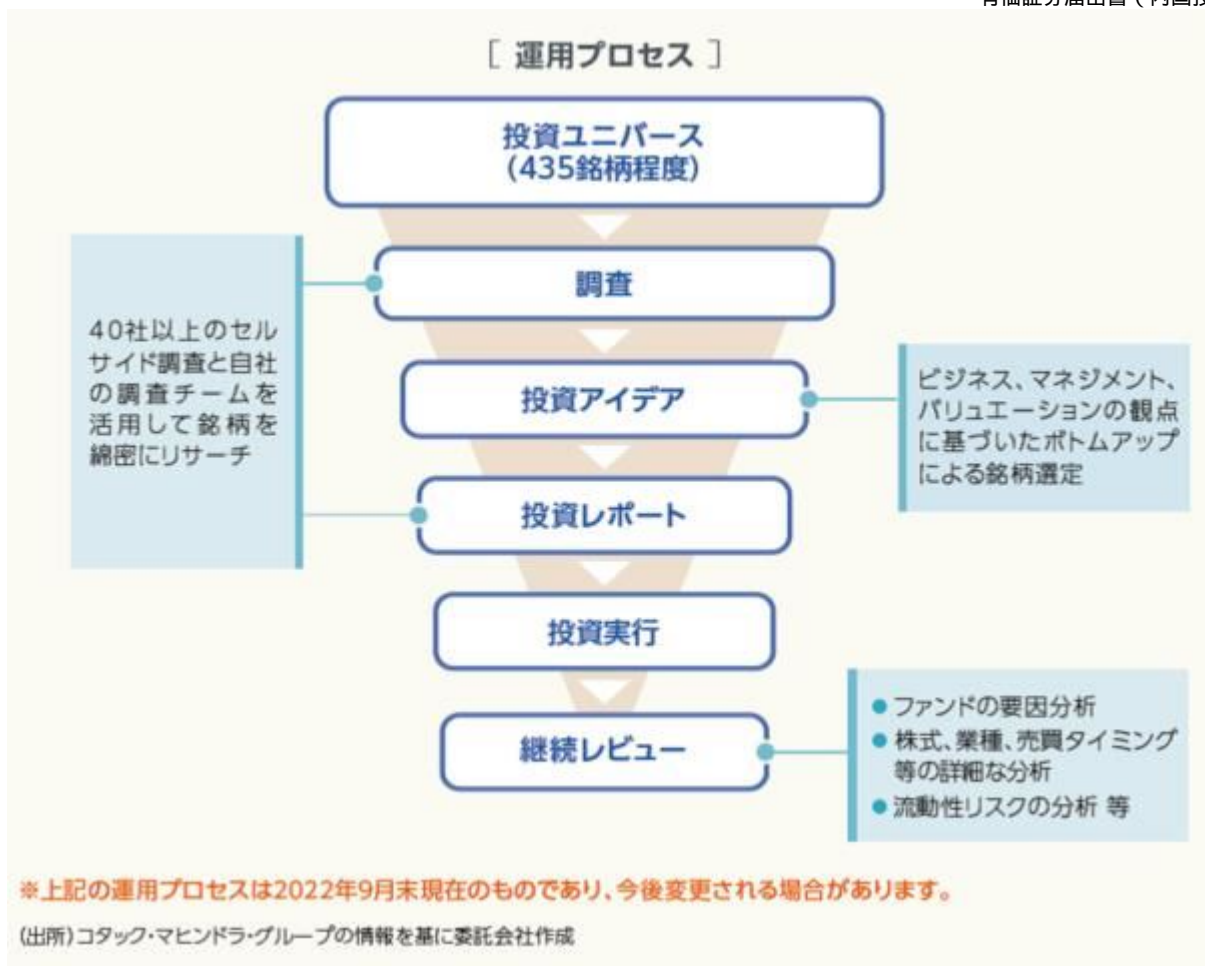 ［ 運用プロセス ］
投資ユニバース
(435銘柄程度)
調査
40社以上のセル
サイド調査と自社
の調査チームを
活用して銘柄を
綿密にリサーチ
投資アイデア
ビジネス、マネジメント、
バリュエーションの観点
に基づいたボトムアップ
による銘柄選定
投資レポート
投資実行
継続レビュー
●ファンドの要因分析
●株式、業種、売買タイミング
等の詳細な分析
●流動性リスクの分析 等
※上記の運用プロセスは2022年9月末現在のものであり、今後変更される場合があります。
(出所)コタック・マヒンドラ・グループの情報を基に委託会社作成